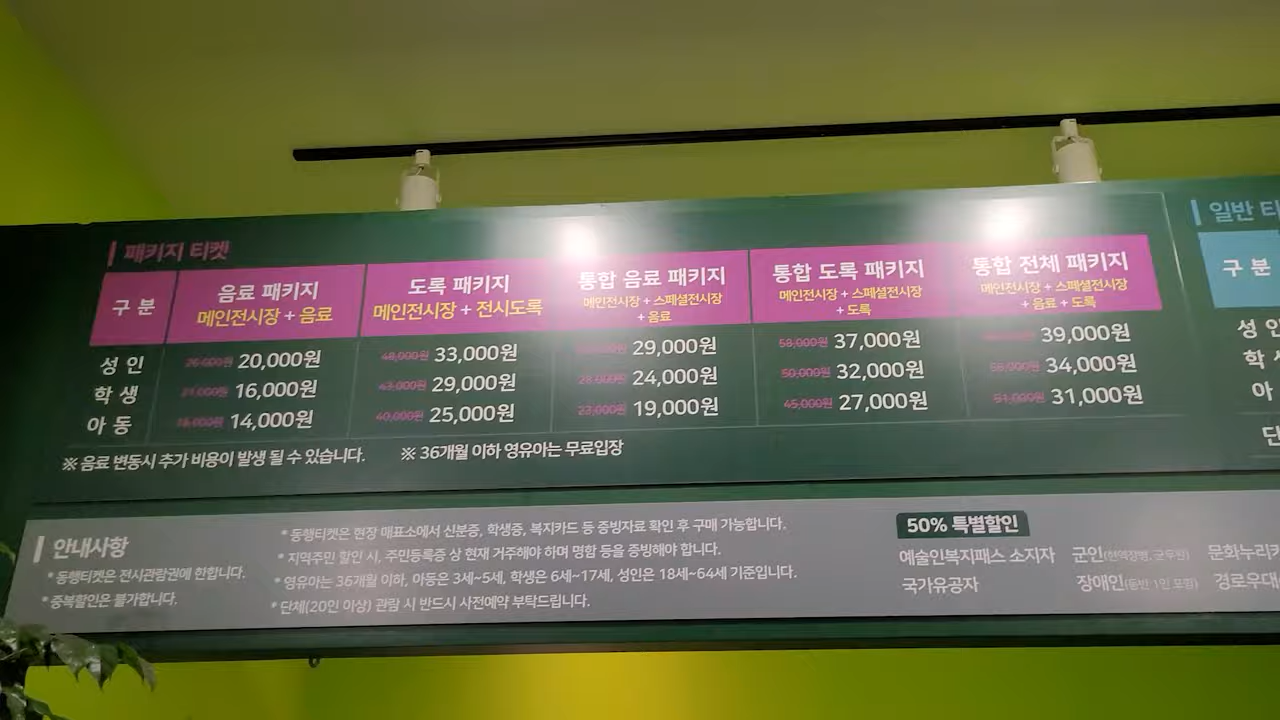 패키지 티켓
구 분
음료 패키지
메인전시장 + 음료
도록 패키지
메인전시장 + 전시도록
통합 음료 패키지
메인전시장 + 스페셜전시장
+ 음료
통합 도록 패키지
메인전시장 + 스페셜전시장
+ 도록
통합 전체 패키지
메인전시장 + 스페셜전시장
+ 음료 + 도록
성 인 26,000원 20,000원 48,000원 33,000원 29,000원 58,000원 37,000원 39,000원
학 생 21,000원 16,000원 43,000원 29,000원 28,000원 24,000원 50,000원 32,000원 34,000원
아 동 14,000원 40,000원 25,000원 23,000원 19,000원 45,000원 27,000원 51,000원 31,000원
※ 음료 변동시 추가 비용이 발생 될 수 있습니다. ※ 36개월 이하 영유아는 무료입장
일반
구 분
성
학
아
안내사항
* 동행티켓은 전시관람권에 한합니다.
* 중복할인은 불가합니다.
* 동행티켓은 현장 매표소에서 신분증, 학생증, 복지카드 등 증빙자료 확인 후 구매 가능합니다.
* 지역주민 할인 시, 주민등록증 상 현재 거주해야 하며 명함 등을 증빙해야 합니다.
* 영유아는 36개월 이하, 아동은 3세~5세, 학생은 6세~17세, 성인은 18세~64세 기준입니다.
* 단체(20인 이상) 관람 시 반드시 사전예약 부탁드립니다.
50% 특별할인
예술인복지패스 소지자 군인(현역장병, 군무원) 문화누리카
국가유공자 장애인(동반 1인 포함) 경로우대